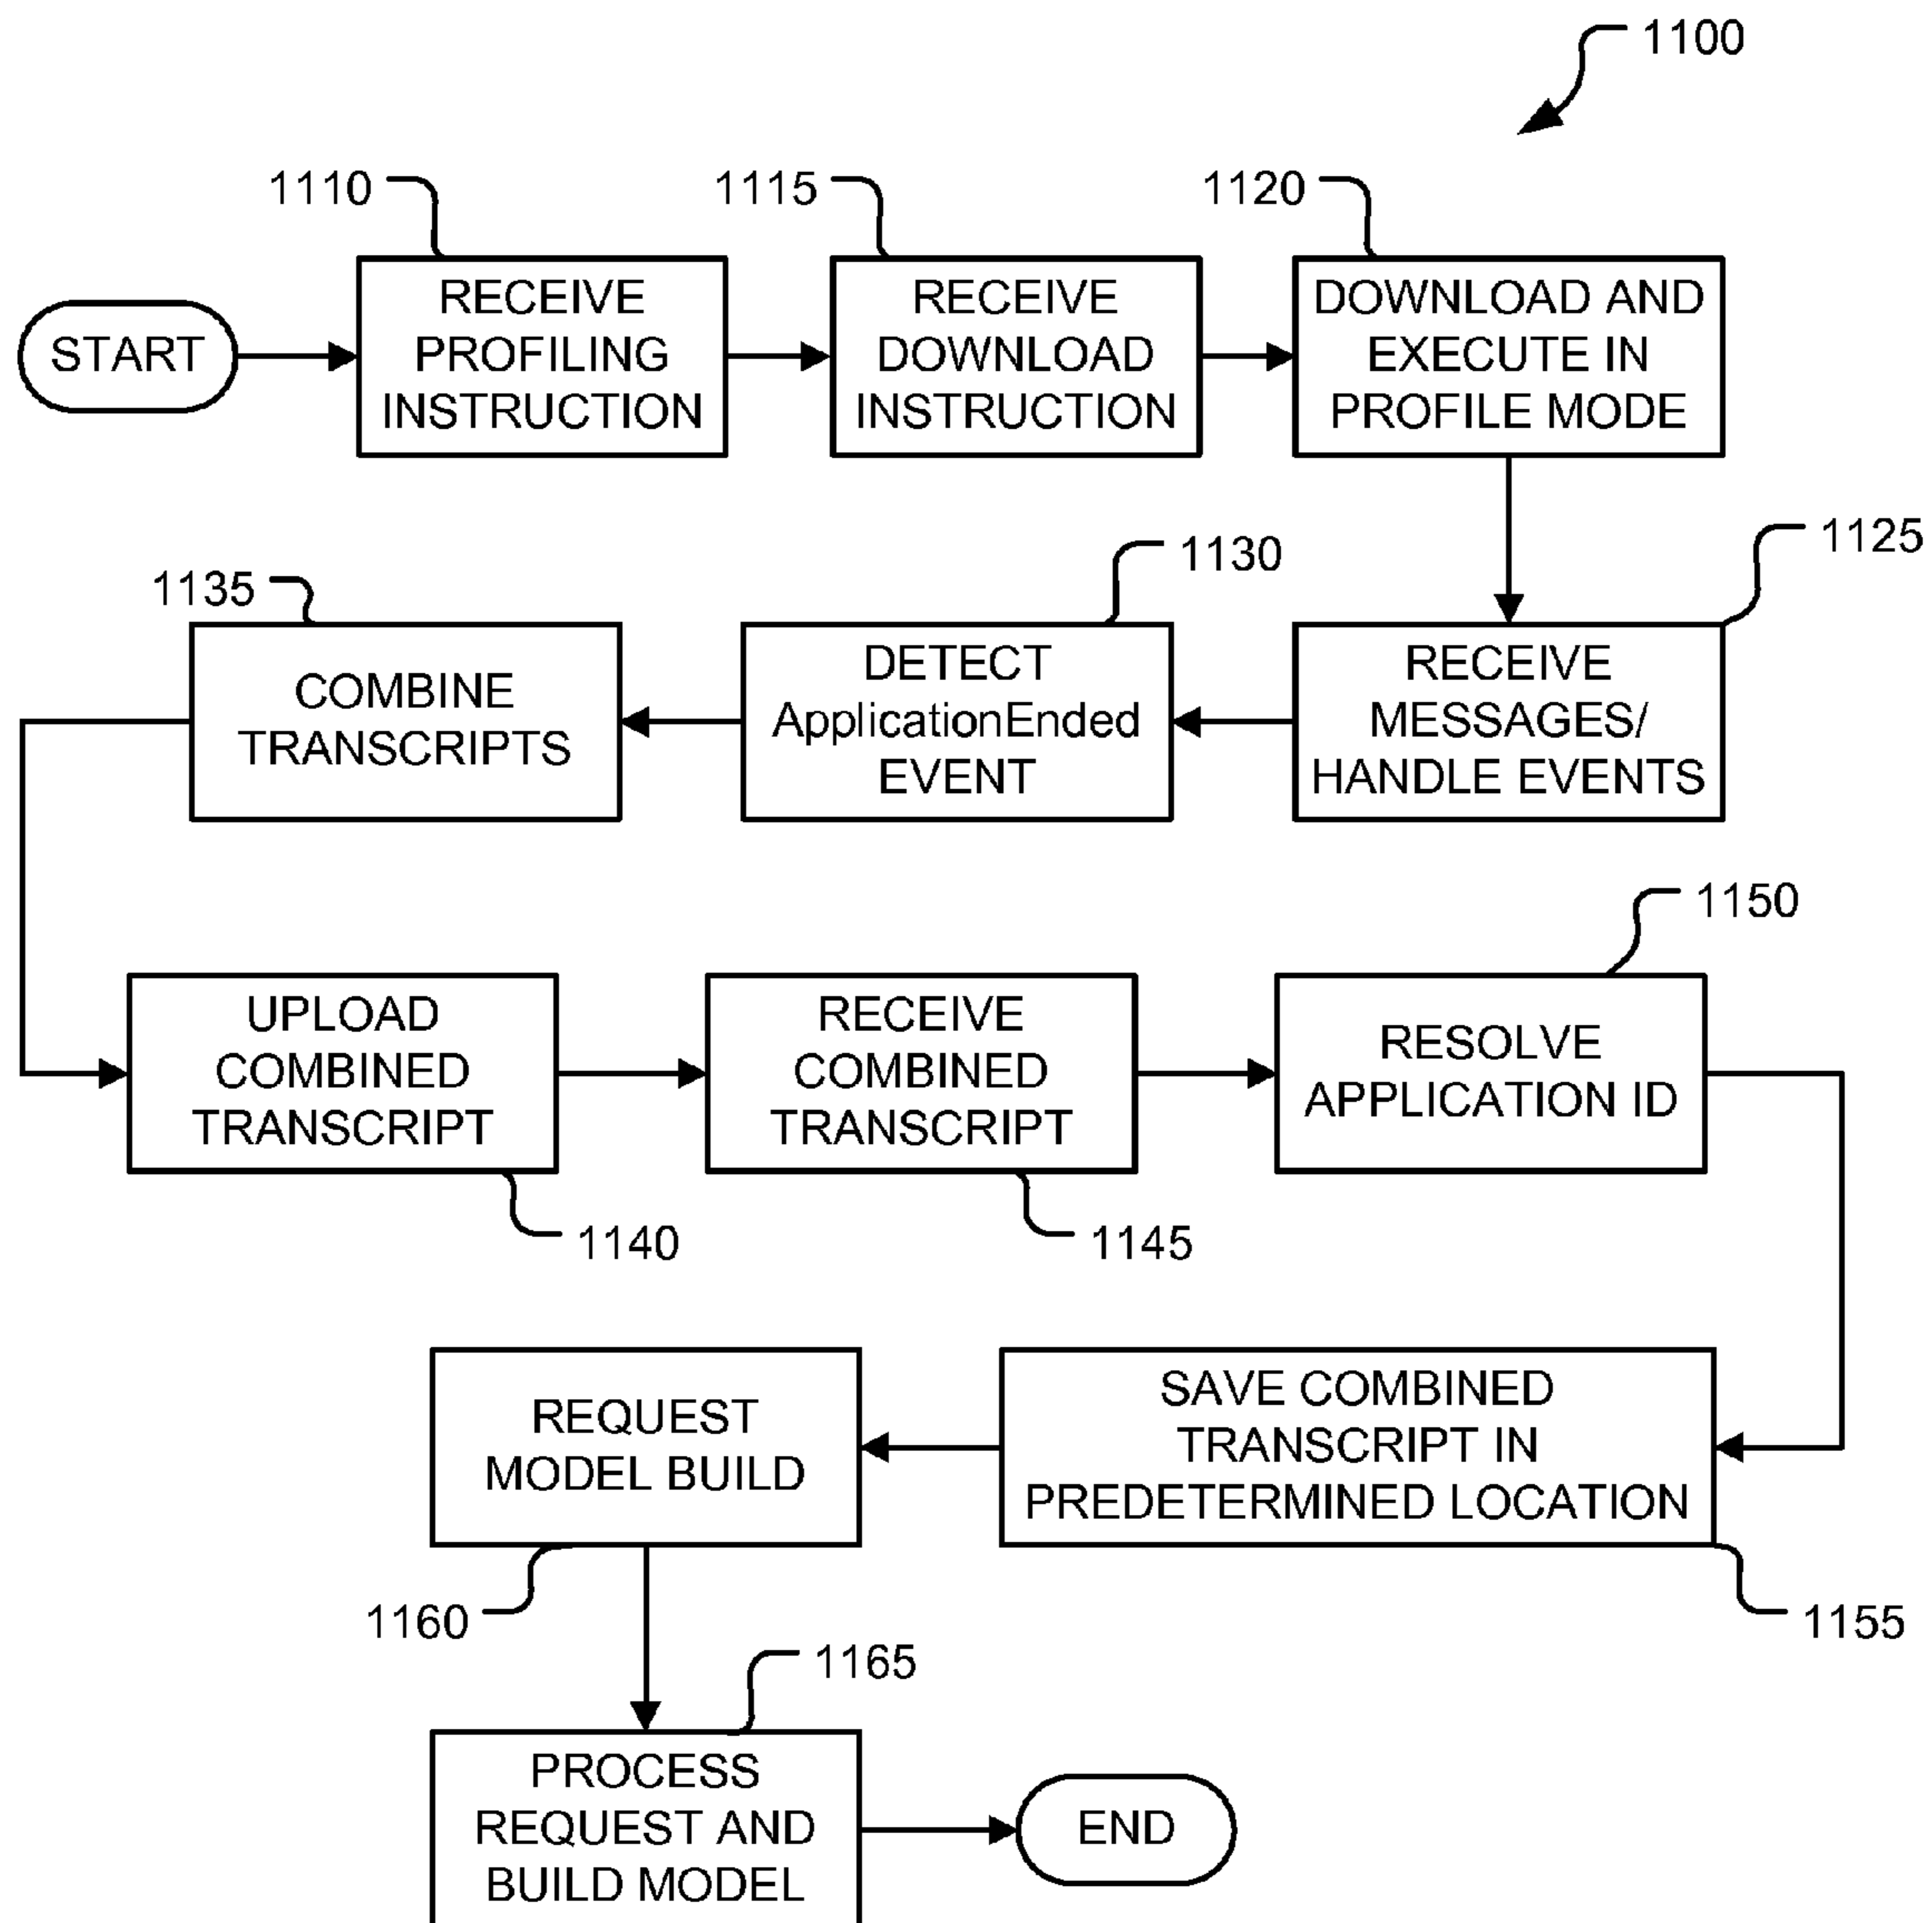 1100
1110
1115
1120
START
RECEIVE
PROFILING
INSTRUCTION
RECEIVE
DOWNLOAD
INSTRUCTION
DOWNLOAD AND
EXECUTE IN
PROFILE MODE
1125
1130
1135
RECEIVE
MESSAGES/
HANDLE EVENTS
DETECT
ApplicationEnded
EVENT
COMBINE
TRANSCRIPTS
1150
UPLOAD
COMBINED
TRANSCRIPT
RECEIVE
COMBINED
TRANSCRIPT
RESOLVE
APPLICATION ID
1140
1145
SAVE COMBINED
TRANSCRIPT IN
PREDETERMINED LOCATION
REQUEST
MODEL BUILD
1160
1155
1165
PROCESS
REQUEST AND
BUILD MODEL
END